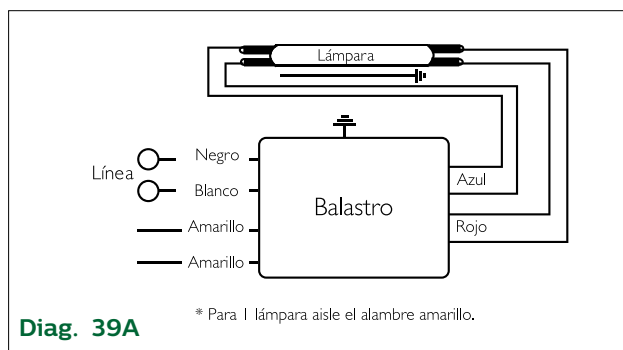 Lámpara
Negro
Línea
Blanco
Azul
Balastro
Amarillo
Rojo
Amarillo
* Para 1 lámpara aisle el alambre amarillo.
Diag. 39A